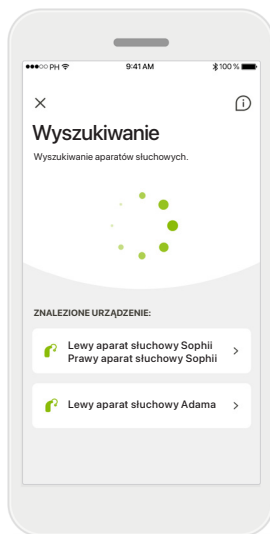 ●●●○○ PH 9:41 AM 100 %
Wyszukiwanie
Wyszukiwanie aparatów słuchowych.
ZNALEZIONE URZĄDZENIE:
Lewy aparat słuchowy Sophii
Prawy aparat słuchowy Sophii
Lewy aparat słuchowy Adama